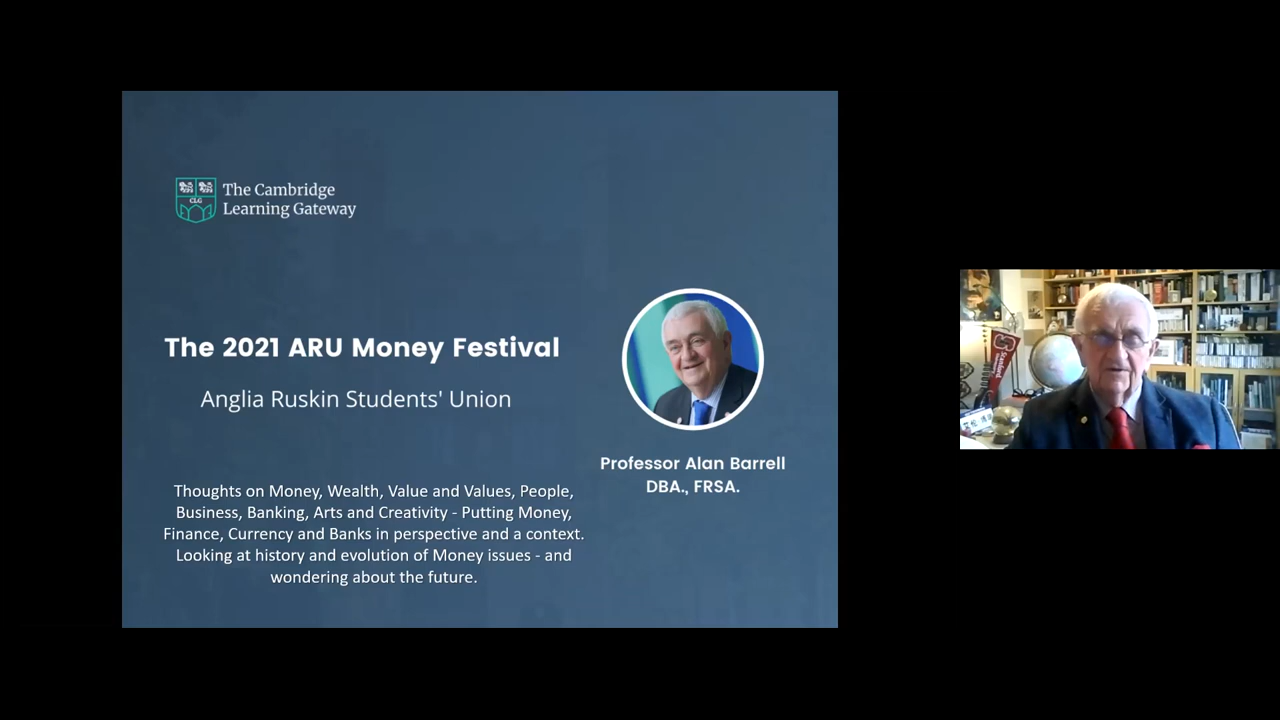 CLG
The Cambridge
Learning Gateway
The 2021 ARU Money Festival
Anglia Ruskin Students' Union
Professor Alan Barrell
DBA., FRSA.
Thoughts on Money, Wealth, Value and Values, People,
Business, Banking, Arts and Creativity - Putting Money,
Finance, Currency and Banks in perspective and a context.
Looking at history and evolution of Money issues - and
wondering about the future.
Stanford